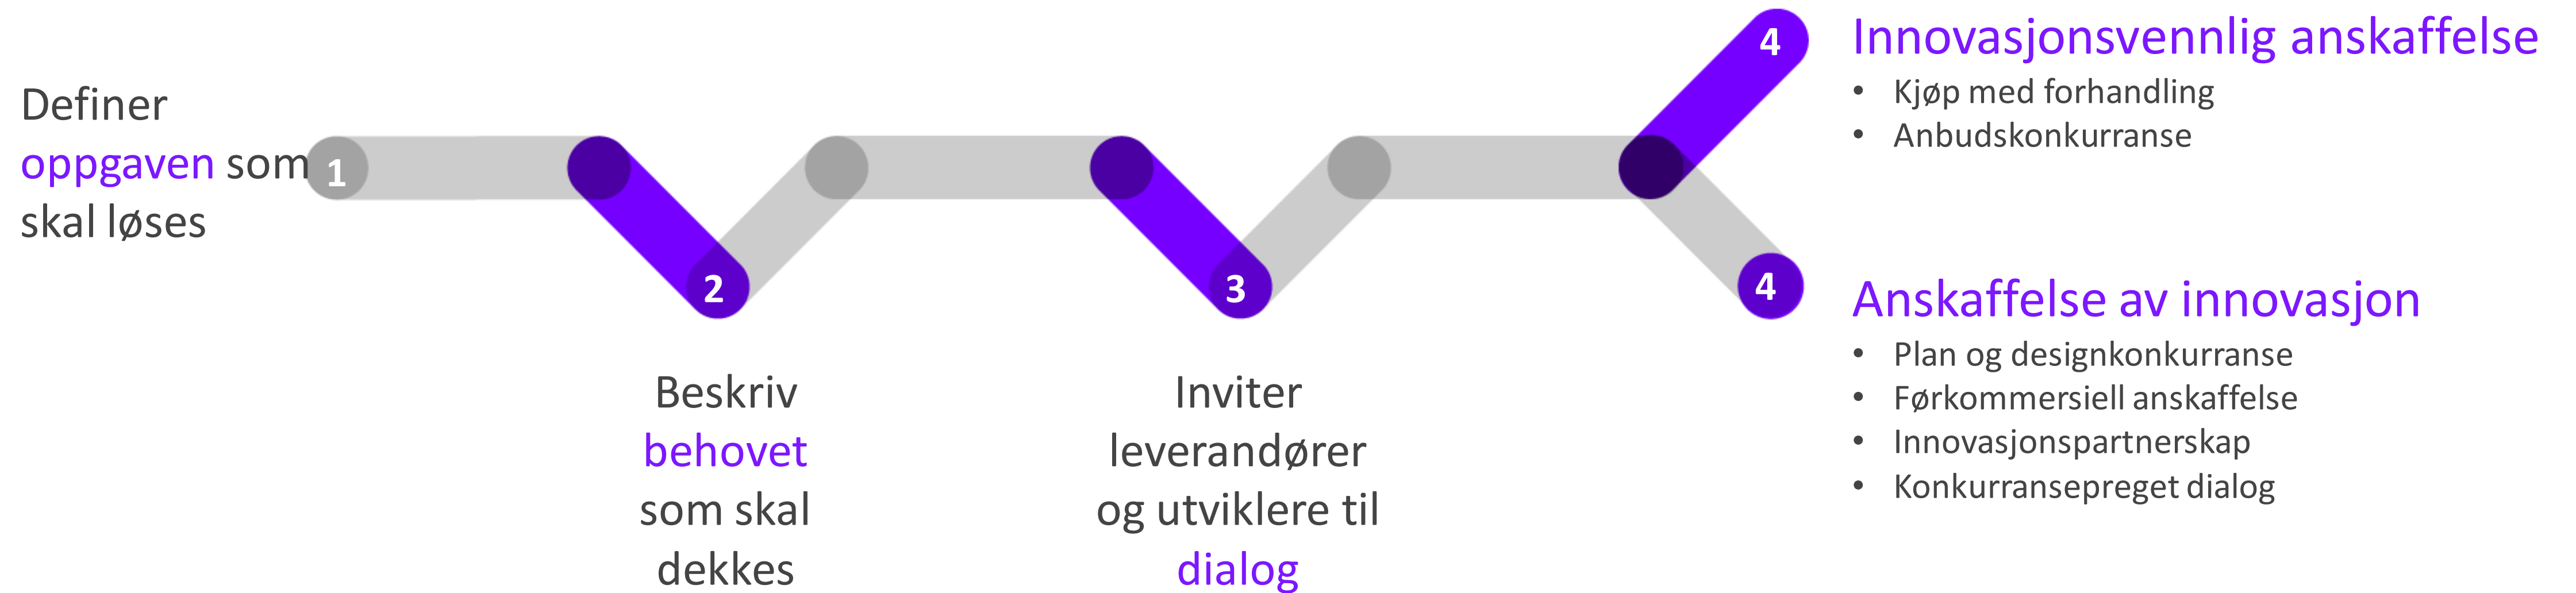 Definer
oppgaven som
skal løses
1
2
Beskriv
behovet
som skal
dekkes
3
Inviter
leverandører
og utviklere til
dialog
4
Innovasjonsvennlig anskaffelse
• Kjøp med forhandling
• Anbudskonkurranse
4
Anskaffelse av innovasjon
• Plan og designkonkurranse
• Førkommersiell anskaffelse
• Innovasjonspartnerskap
• Konkurransepreget dialog